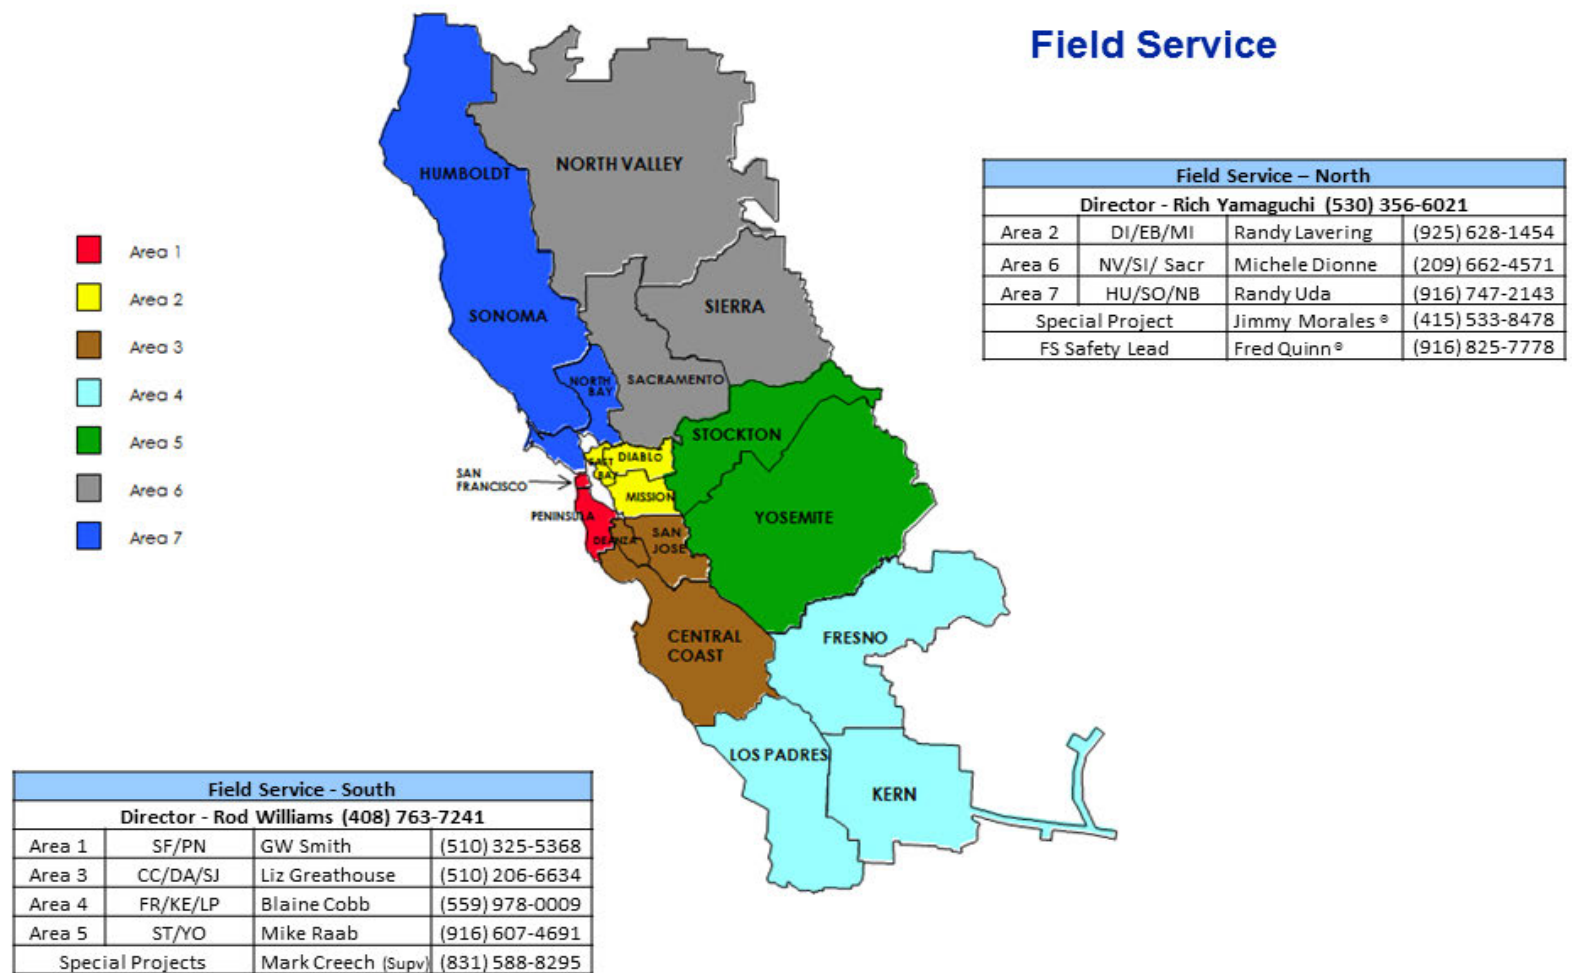 Field Service
Area 1
Area 2
Area 3
Area 4
Area 5
Area 6
Area 7
HUMBOLDT
NORTH VALLEY
SONOMA
SIERRA
NORTH
BAY
SACRAMENTO
STOCKTON
EAST
BAY
DIABLO
SAN
FRANCISCO
MISSION
PENINSULA
YOSEMITE
DEANZA
SAN
JOSE
CENTRAL
COAST
FRESNO
LOS PADRES
KERN
Field Service – North
Director - Rich Yamaguchi (530) 356-6021
Area 2 DI/EB/MI Randy Lavering (925) 628-1454
Area 6 NV/SI/ Sacr Michele Dionne (209) 662-4571
Area 7 HU/SO/NB Randy Uda (916) 747-2143
Special Project Jimmy Morales ® (415) 533-8478
FS Safety Lead Fred Quinn ® (916) 825-7778
Field Service - South
Director - Rod Williams (408) 763-7241
Area 1 SF/PN GW Smith (510) 325-5368
Area 3 CC/DA/SJ Liz Greathouse (510) 206-6634
Area 4 FR/KE/LP Blaine Cobb (559) 978-0009
Area 5 ST/YO Mike Raab (916) 607-4691
Special Projects Mark Creech (Supv) (831) 588-8295